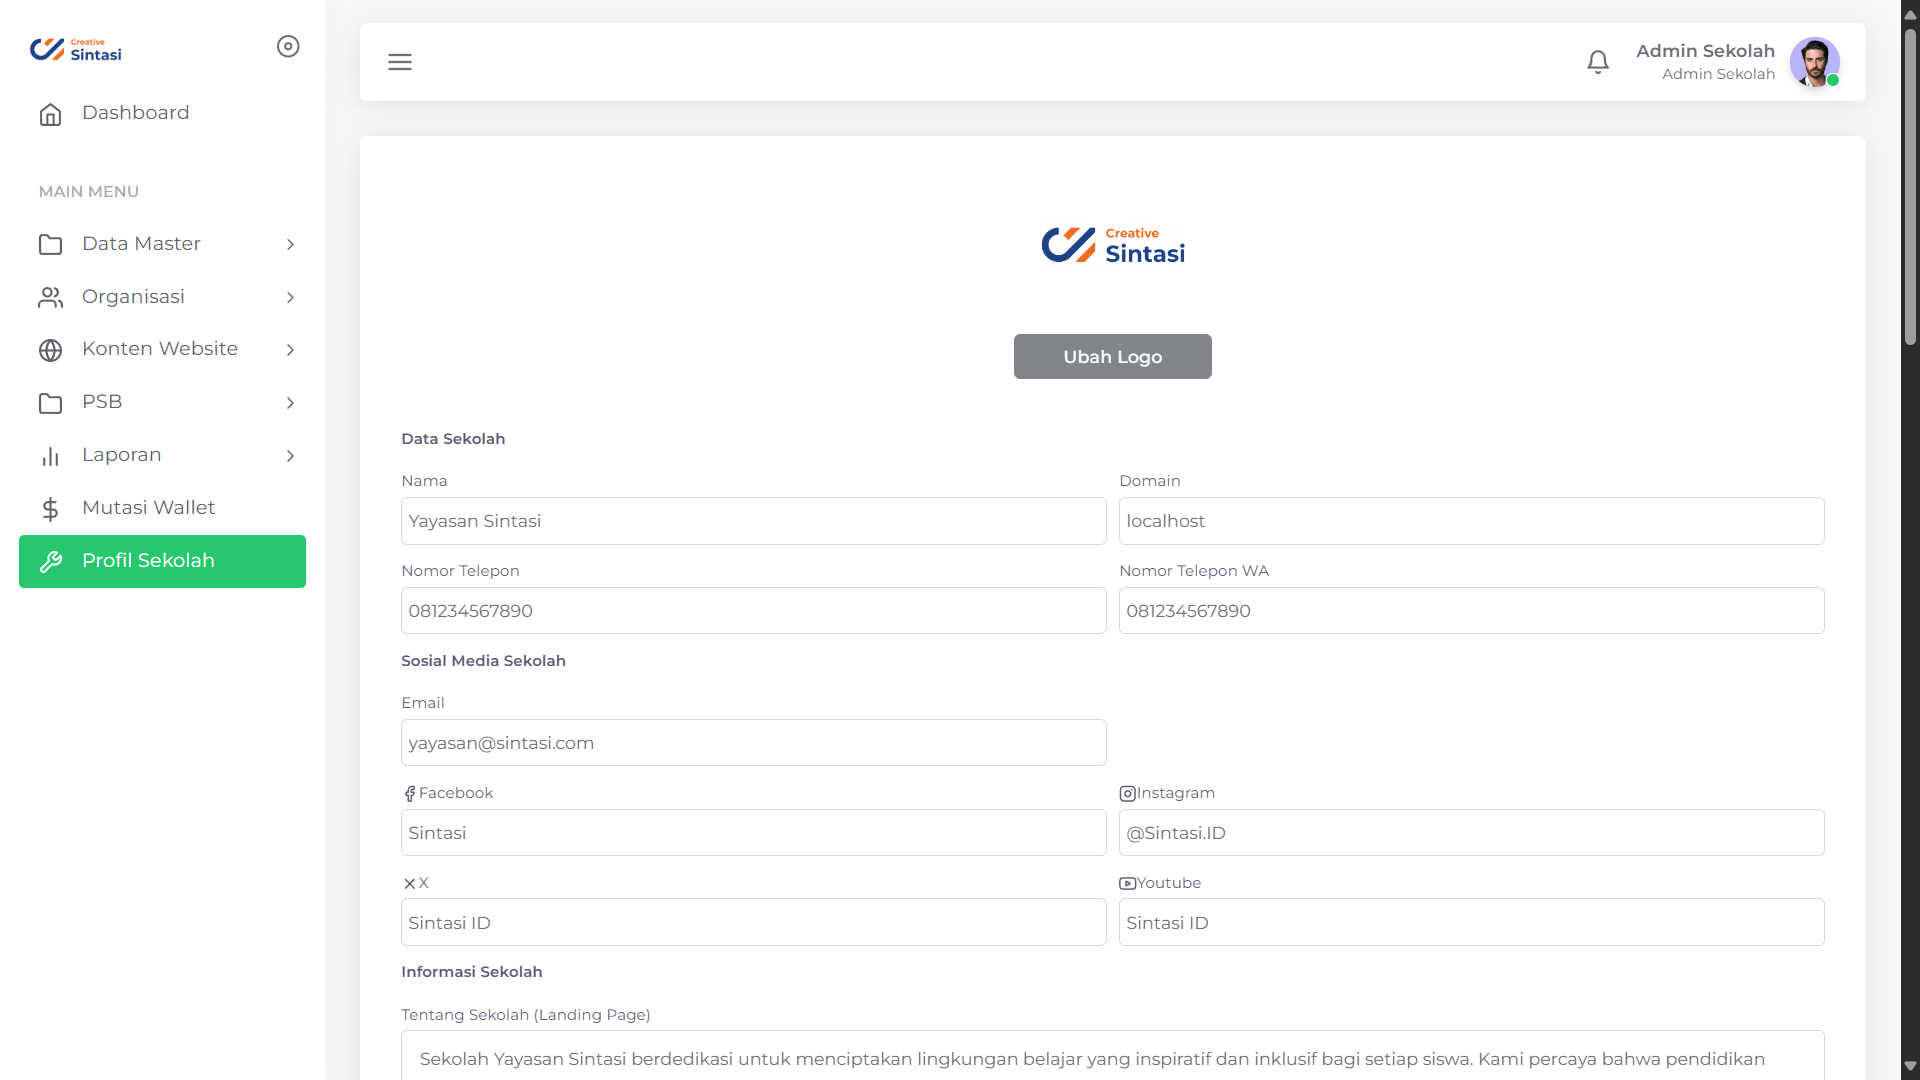 Creative
Sintasi
Dashboard
MAIN MENU
Data Master
Organisasi
Konten Website
PSB
Laporan
Mutasi Wallet
Profil Sekolah
Admin Sekolah
Admin Sekolah
Creative
Sintasi
Ubah Logo
Data Sekolah
Nama
Domain
Yayasan Sintasi
localhost
Nomor Telepon
Nomor Telepon WA
081234567890
081234567890
Sosial Media Sekolah
Email
yayasan@sintasi.com
Facebook
Instagram
Sintasi
@Sintasi.ID
X
Youtube
Sintasi ID
Sintasi ID
Informasi Sekolah
Tentang Sekolah (Landing Page)
Sekolah Yayasan Sintasi berdedikasi untuk menciptakan lingkungan belajar yang inspiratif dan inklusif bagi setiap siswa. Kami percaya bahwa pendidikan